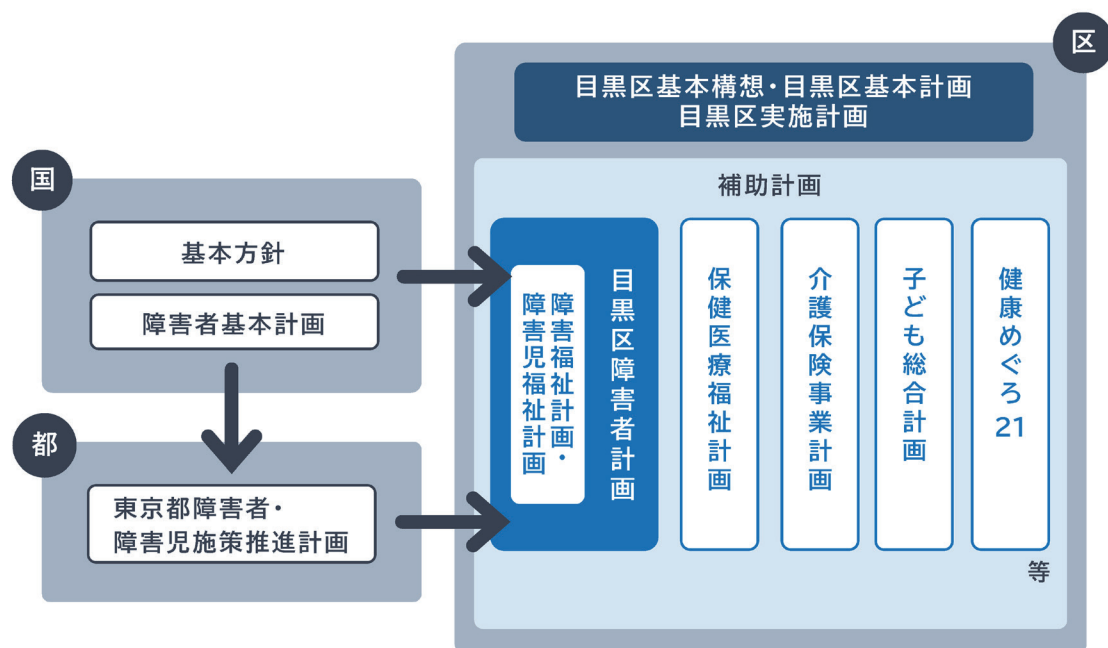 国
基本方針
障害者基本計画
都
東京都障害者・
障害児施策推進計画
区
目黒区基本構想・目黒区基本計画
目黒区実施計画
補助計画
目黒区障害者計画
障害福祉計画・
障害児福祉計画
保健医療福祉計画
介護保険事業計画
子ども総合計画
健康めぐろ21
等